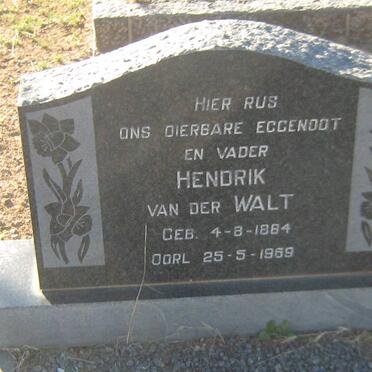 HIER RUS
ONS DIERBARE EGGENOOT
EN VADER
HENDRIK
VAN DER WALT
GEB. 4-8-1884
OORL 25-5-1969